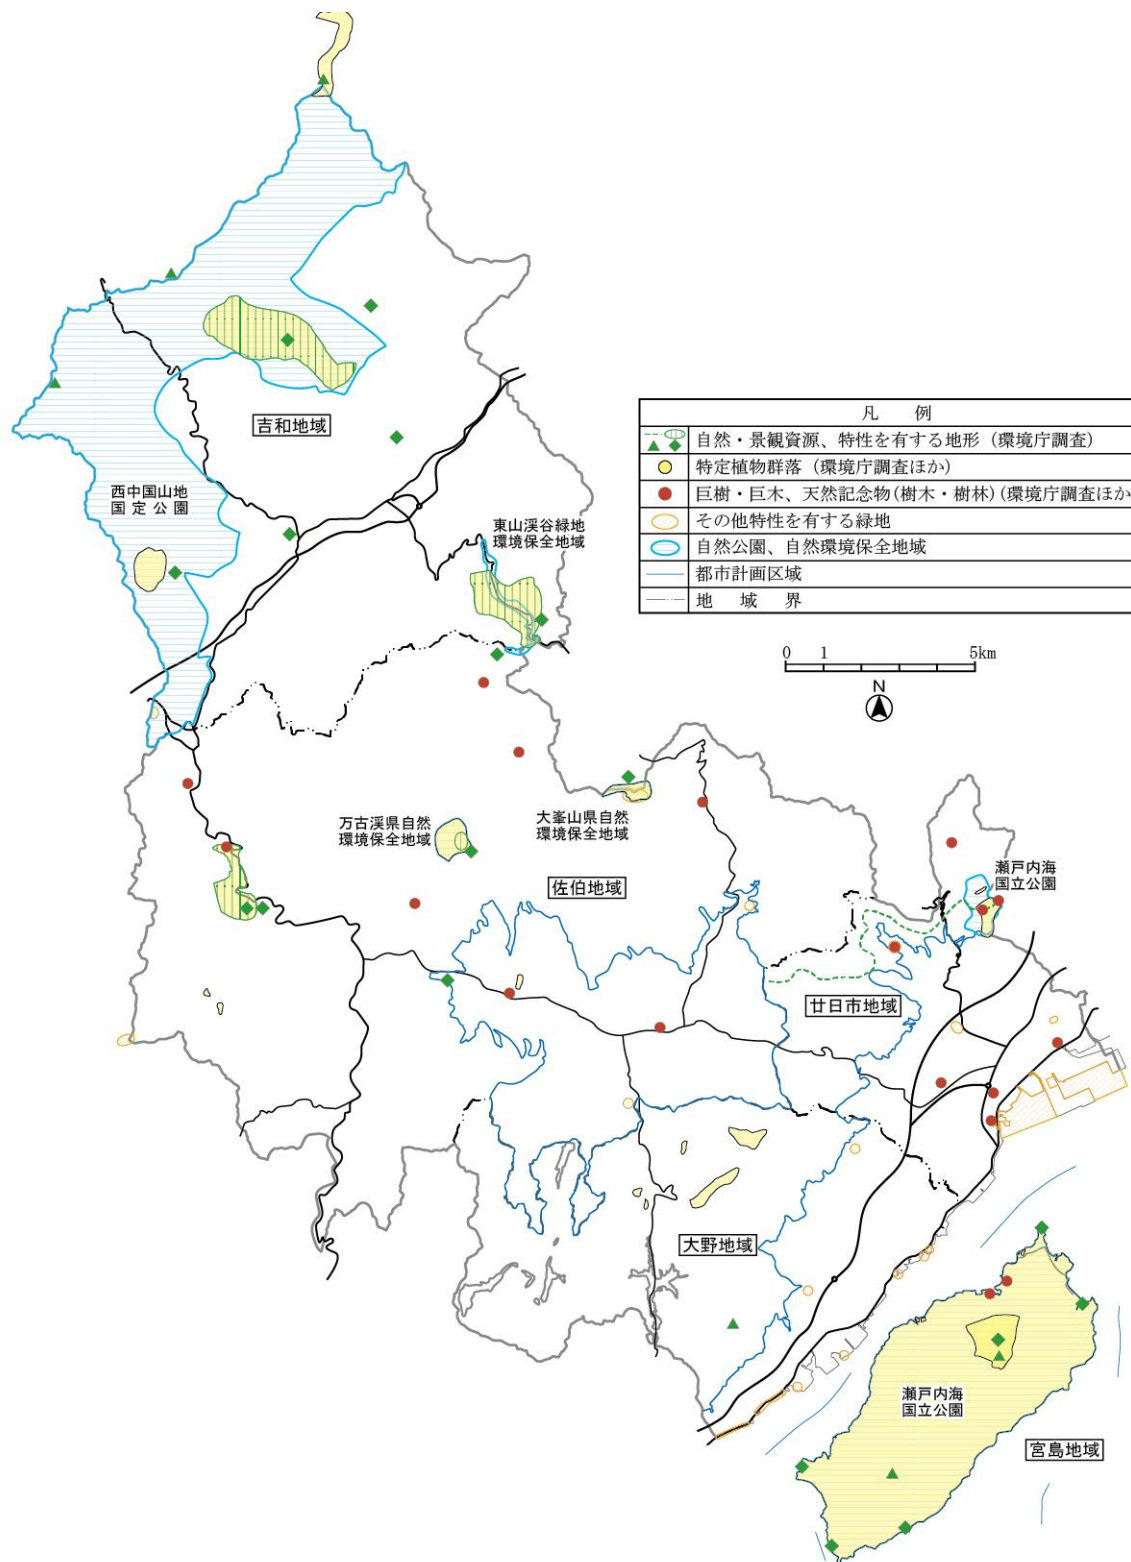 吉和地域
西中国山地
国定公園
東山渓谷緑地
環境保全地域
凡 例
自然・景観資源、特性を有する地形（環境庁調査）
特定植物群落（環境庁調査ほか）
巨樹・巨木、天然記念物(樹木・樹林)(環境庁調査ほか
その他特性を有する緑地
自然公園、自然環境保全地域
都市計画区域
地 域 界
0 1 5km
N
万古渓県自然
環境保全地域
大峯山県自然
環境保全地域
佐伯地域
瀬戸内海
国立公園
廿日市地域
大野地域
瀬戸内海
国立公園
宮島地域